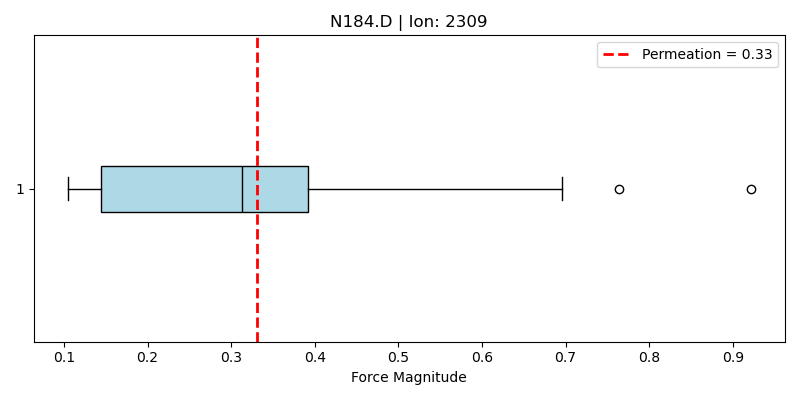 N184.D | Ion: 2309
Permeation = 0.33
1
0.1 0.2 0.3 0.4 0.5 0.6 0.7 0.8 0.9
Force Magnitude